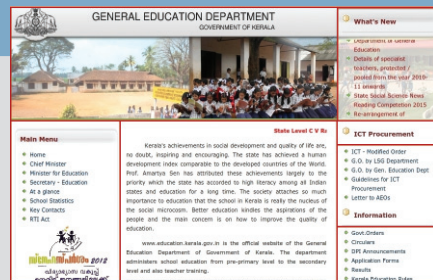 GENERAL EDUCATION DEPARTMENT
GOVERNMENT OF KERALA
What's New
Department of General
Education
Details of specialist
teachers, protected /
pooled from the year 2010-
11 onwards
State Social Science News
Reading Competetion 2015
Re-arrangement of
State Level C V Ra
Main Menu
Home
Chief Minister
Minister for Education
Secretary - Education
At a glance
School Statistics
Key Contacts
RTI Act
2012
Kerala's achievements in social development and quality of life are,
no doubt, inspiring and encouraging. The state has achieved a human
development index comparable to the developed countries of the World.
Prof. Amartya Sen has attributed these achievements largely to the
priority which the state has accorded to high literacy among all Indian
states and education for a long time. The society attaches so much
importance to education that the school in Kerala is really the nucleus of
the social microcosm. Better education kindles the aspirations of the
people and the main concern is on how to improve the quality of
education.
www.education.kerala.gov.in is the official website of the General
Education Department of Government of Kerala. The department
administers school education from pre-primary level to the secondary
level and also teacher training.
ICT Procurement
ICT - Modified Order
G.O. by LSG Department
G.O. by Gen. Education Dept
Guidelines for ICT
Procurement
Letter to AEOs
Information
Govt.Orders
Circulars
DPI Announcements
Application Forms
Results
Kerala Education Rules